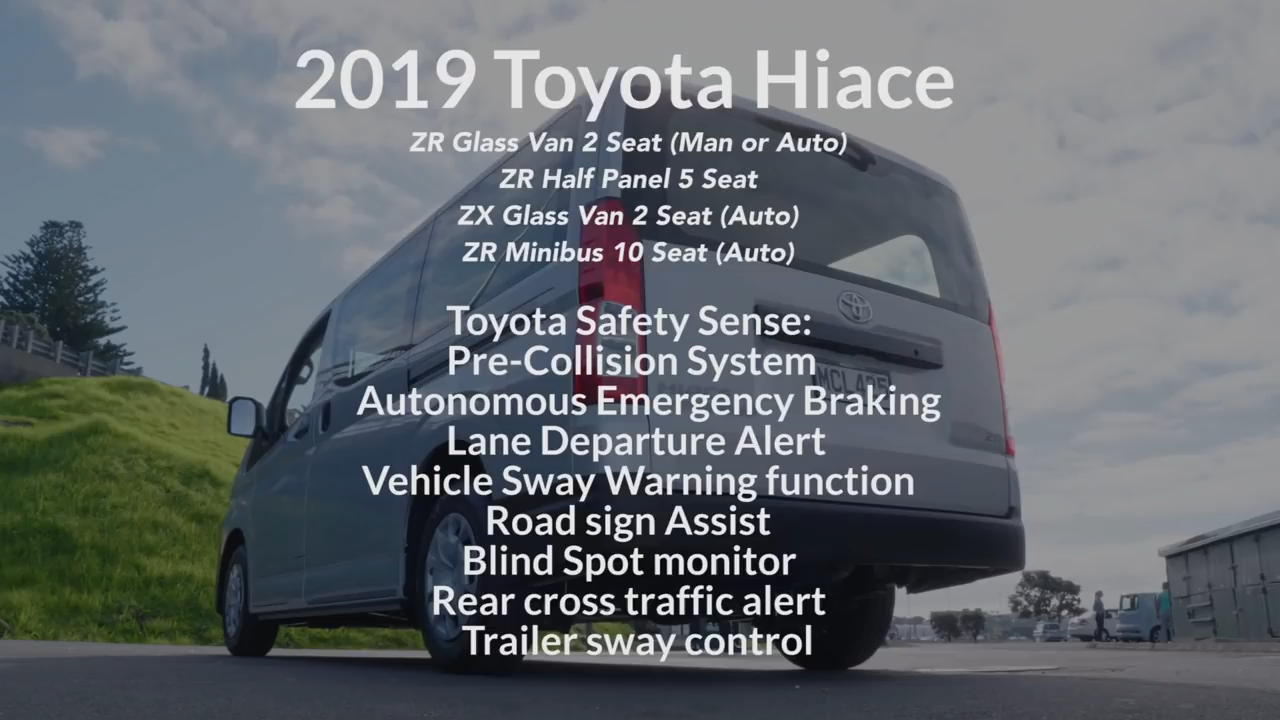 2019 Toyota Hiace
ZR Glass Van 2 Seat (Man or Auto)
ZR Half Panel 5 Seat
ZX Glass Van 2 Seat (Auto)
ZR Minibus 10 Seat (Auto)
Toyota Safety Sense:
Pre-Collision System
Autonomous Emergency Braking
Lane Departure Alert
Vehicle Sway Warning function
Road sign Assist
Blind Spot monitor
Rear cross traffic alert
Trailer sway control